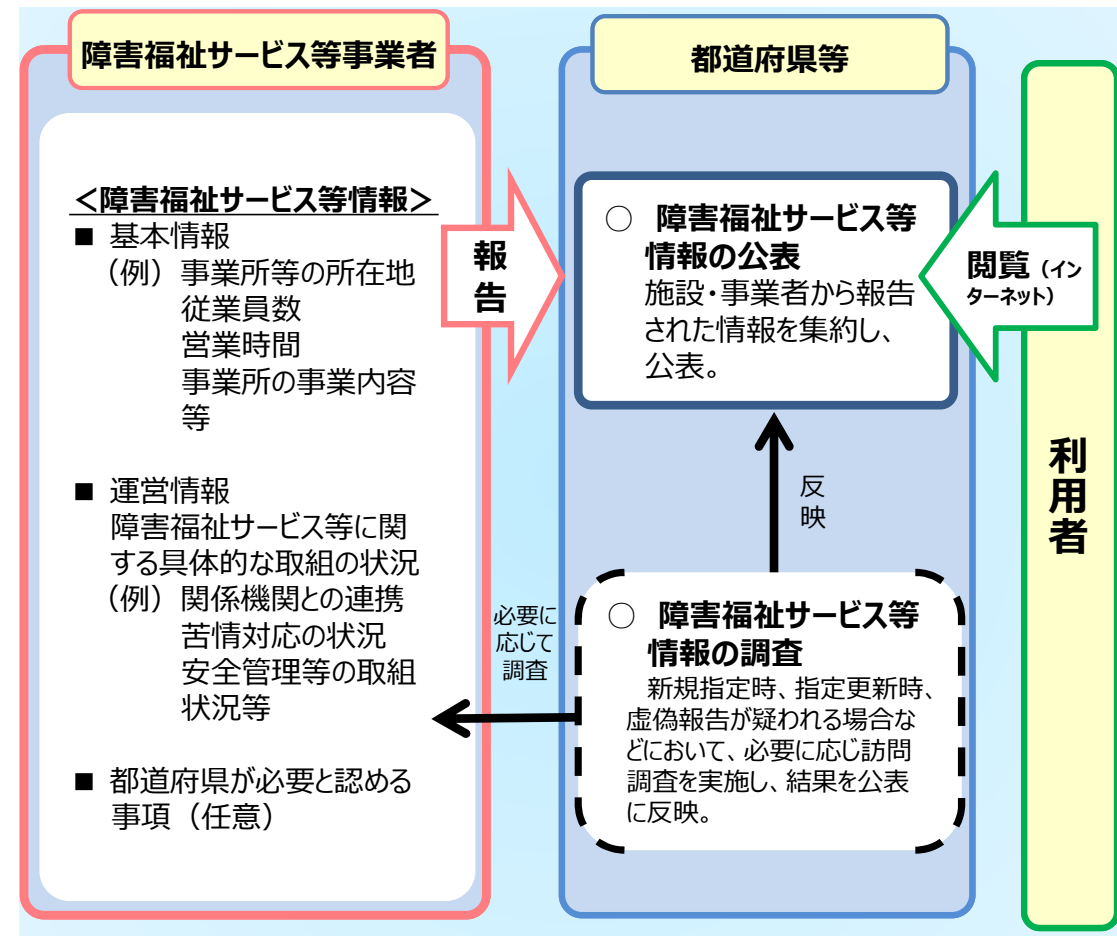 障害福祉サービス等事業者
＜障害福祉サービス等情報＞
■ 基本情報
（例）事業所等の所在地
従業員数
営業時間
事業所の事業内容
等
■ 運営情報
障害福祉サービス等に関
する具体的な取組の状況
（例）関係機関との連携
苦情対応の状況
安全管理等の取組
状況等
■ 都道府県が必要と認める
事項（任意）
報
告
必要に
応じて
調査
都道府県等
○ 障害福祉サービス等
情報の公表
施設・事業者から報告
された情報を集約し、
公表。
反
映
○ 障害福祉サービス等
情報の調査
新規指定時、指定更新時、
虚偽報告が疑われる場合な
どにおいて、必要に応じ訪問
調査を実施し、結果を公表
に反映。
閲覧（イン
ターネット）
利用者